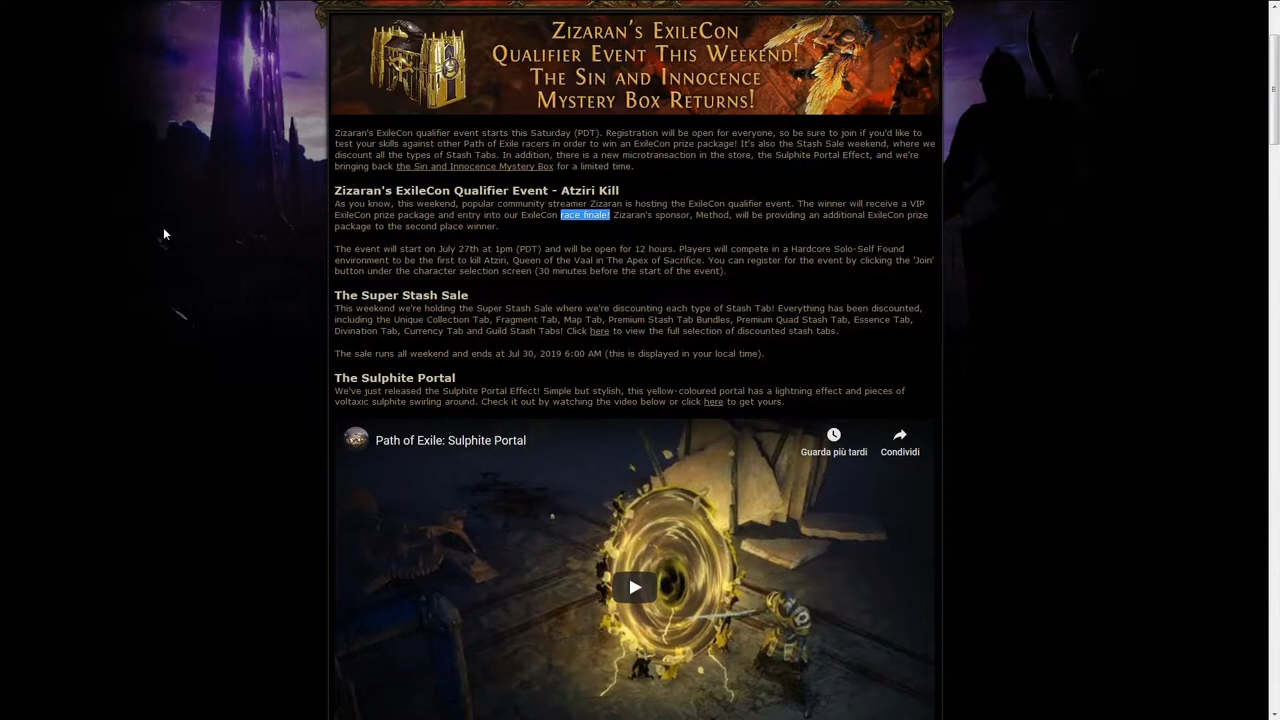 ZIZARAN'S EXILECON
QUALIFIER EVENT THIS WEEKEND!
THE SIN AND INNOCENCE
MYSTERY BOX RETURNS!
Zizaran's ExileCon qualifier event starts this Saturday (PDT). Registration will be open for everyone, so be sure to join if you'd like to
test your skills against other Path of Exile racers in order to win an ExileCon prize package! It's also the Stash Sale weekend, where we
discount all the types of Stash Tabs. In addition, there is a new microtransaction in the store, the Sulphite Portal Effect, and we're
bringing back the Sin and Innocence Mystery Box for a limited time.
Zizaran's ExileCon Qualifier Event - Atziri Kill
As you know, this weekend, popular community streamer Zizaran is hosting the ExileCon qualifier event. The winner will receive a VIP
ExileCon prize package and entry into our ExileCon race finale! Zizaran's sponsor, Method, will be providing an additional ExileCon prize
package to the second place winner.
The event will start on July 27th at 1pm (PDT) and will be open for 12 hours. Players will compete in a Hardcore Solo-Self Found
environment to be the first to kill Atziri, Queen of the Vaal in The Apex of Sacrifice. You can register for the event by clicking the 'Join'
button under the character selection screen (30 minutes before the start of the event).
The Super Stash Sale
This weekend we're holding the Super Stash Sale where we're discounting each type of Stash Tab! Everything has been discounted,
including the Unique Collection Tab, Fragment Tab, Map Tab, Premium Stash Tab Bundles, Premium Quad Stash Tab, Essence Tab,
Divination Tab, Currency Tab and Guild Stash Tabs! Click here to view the full selection of discounted stash tabs.
The sale runs all weekend and ends at Jul 30, 2019 6:00 AM (this is displayed in your local time).
The Sulphite Portal
We've just released the Sulphite Portal Effect! Simple but stylish, this yellow-coloured portal has a lightning effect and pieces of
voltaxic sulphite swirling around. Check it out by watching the video below or click here to get yours.
Path of Exile: Sulphite Portal
Guarda più tardi
Condividi